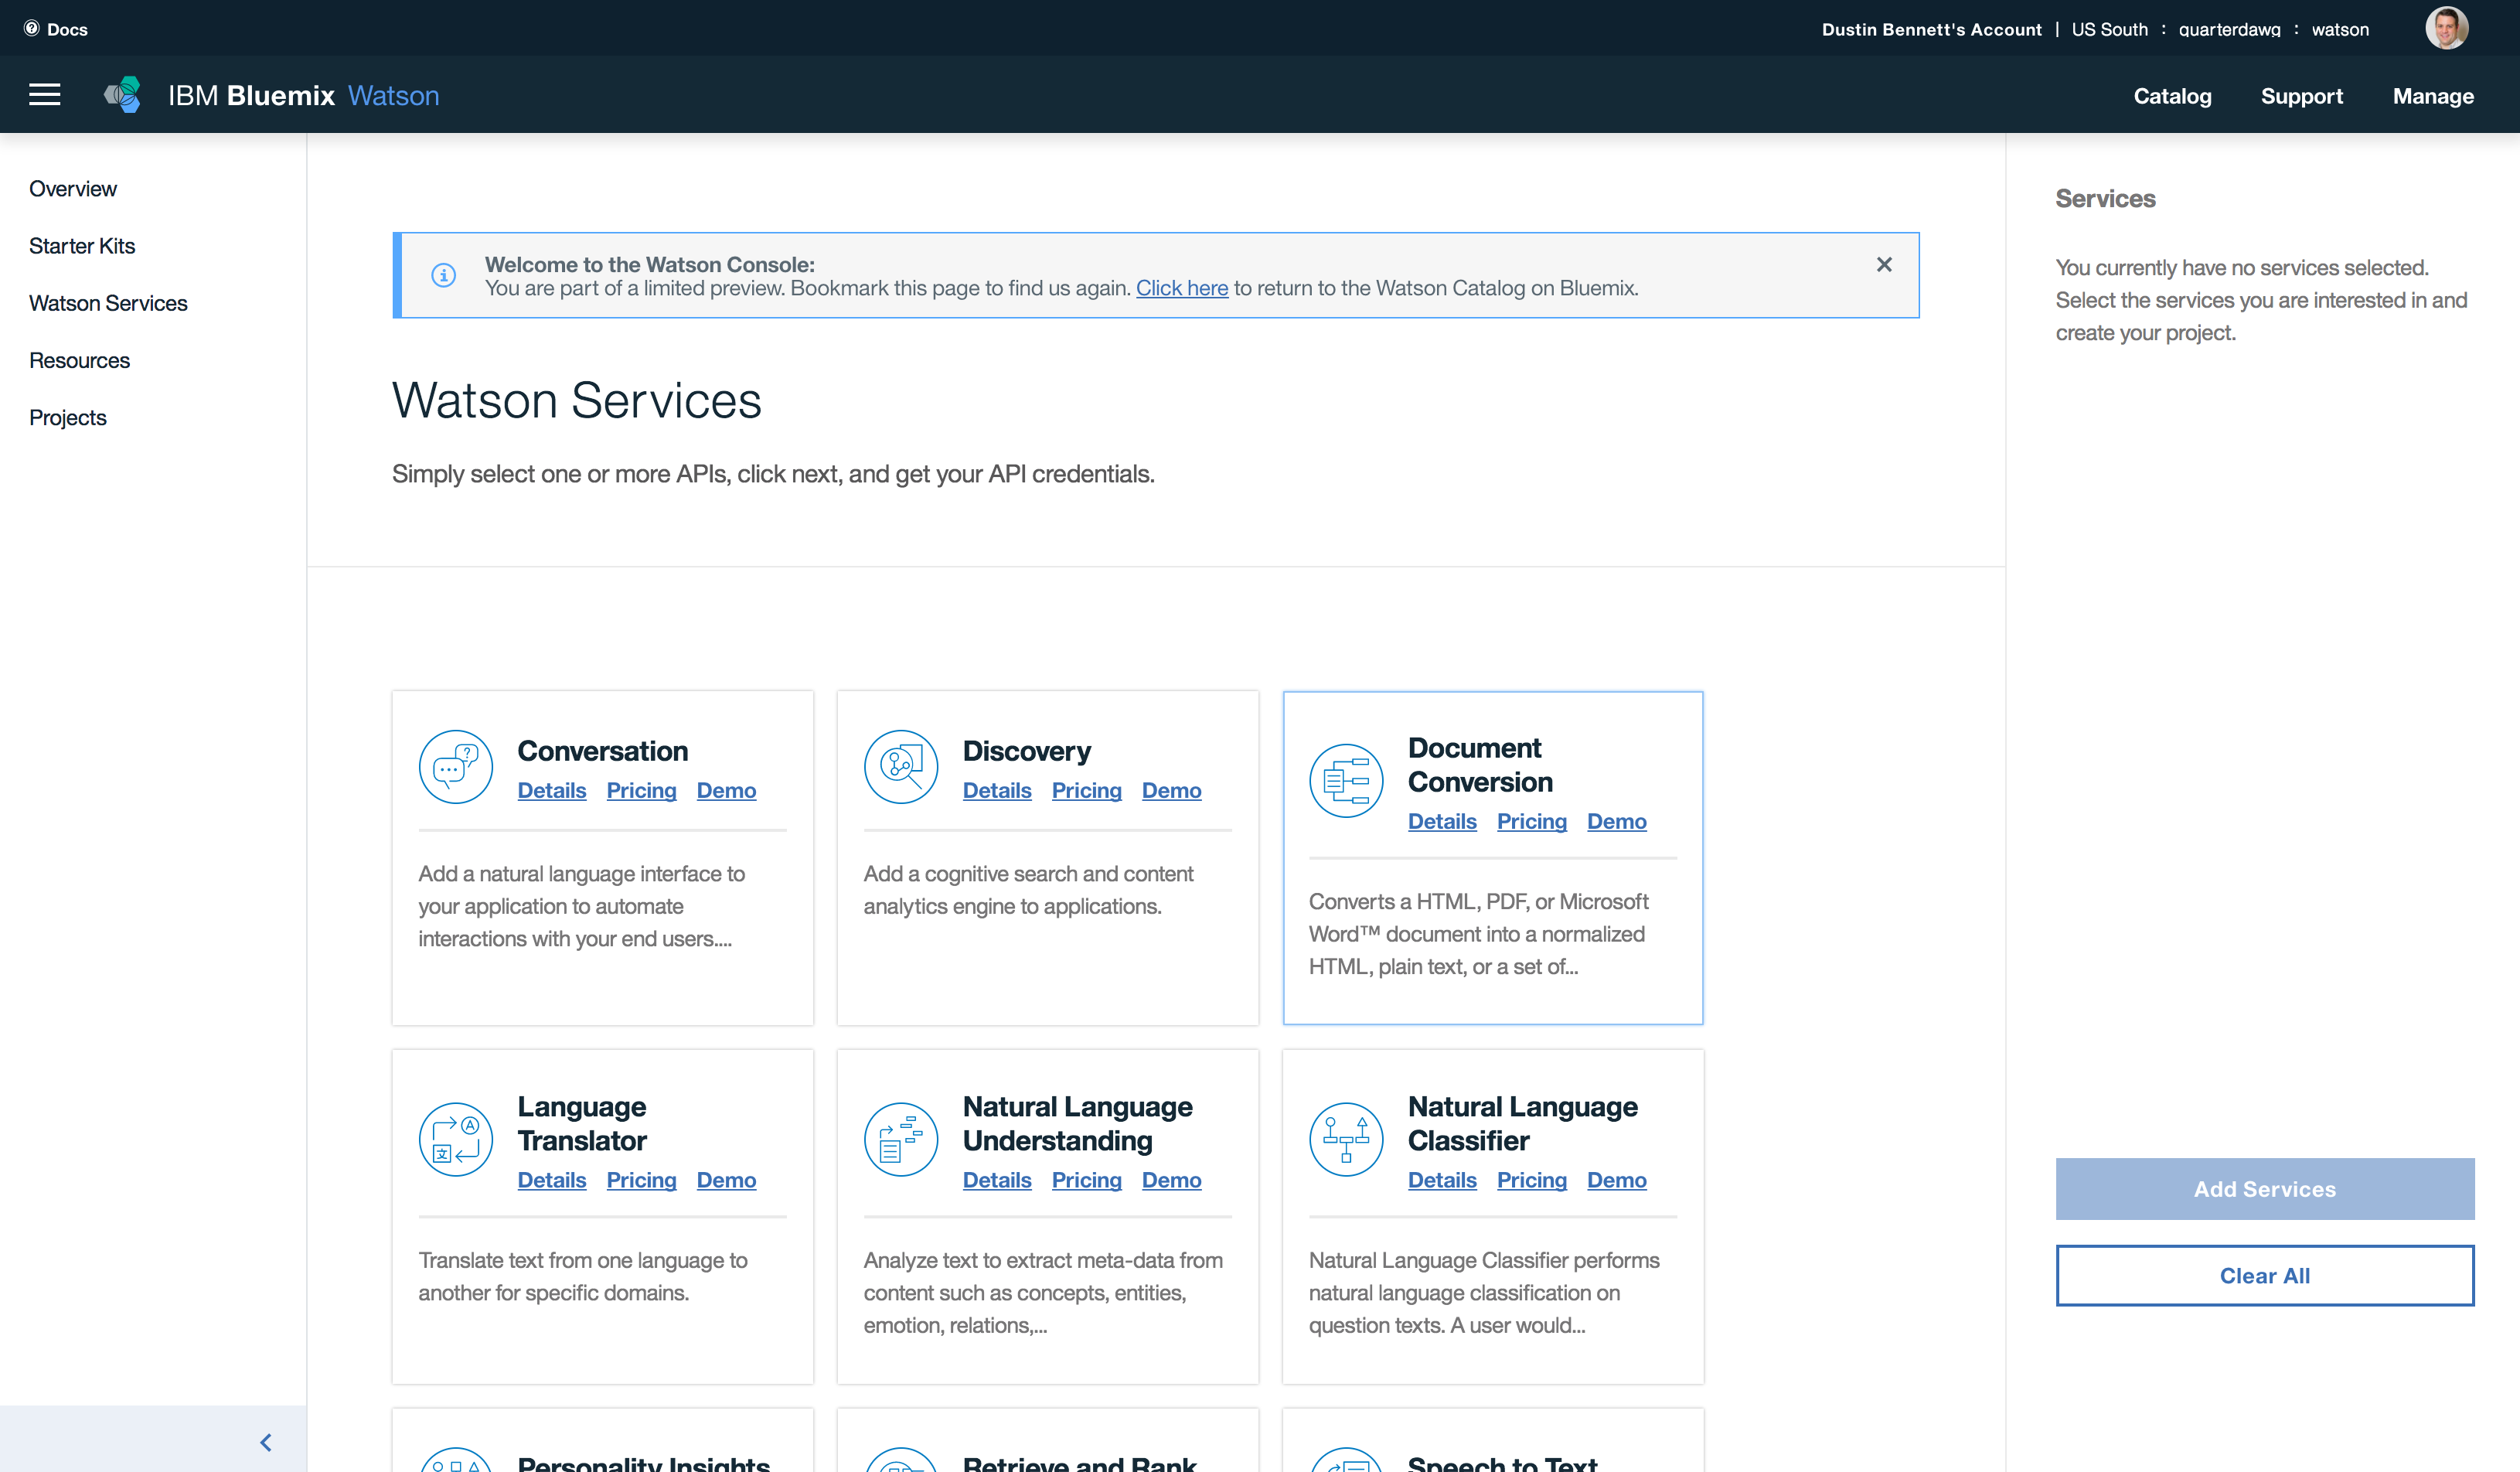 Docs
Dustin Bennett's Account | US South : quarterdawg : watson
IBM Bluemix Watson
Catalog Support Manage
Overview
Starter Kits
Watson Services
Resources
Projects
Welcome to the Watson Console:
You are part of a limited preview. Bookmark this page to find us again. Click here to return to the Watson Catalog on Bluemix.
Watson Services
Simply select one or more APIs, click next, and get your API credentials.
Conversation
Details Pricing Demo
Add a natural language interface to
your application to automate
interactions with your end users....
Discovery
Details Pricing Demo
Add a cognitive search and content
analytics engine to applications.
Document
Conversion
Details Pricing Demo
Converts a HTML, PDF, or Microsoft
Word™ document into a normalized
HTML, plain text, or a set of...
Language
Translator
Details Pricing Demo
Translate text from one language to
another for specific domains.
Natural Language
Understanding
Details Pricing Demo
Analyze text to extract meta-data from
content such as concepts, entities,
emotion, relations,...
Natural Language
Classifier
Details Pricing Demo
Natural Language Classifier performs
natural language classification on
question texts. A user would...
Personality Insights
Retrieve and Rank
Speech to Text
Services
You currently have no services selected.
Select the services you are interested in and
create your project.
Add Services
Clear All